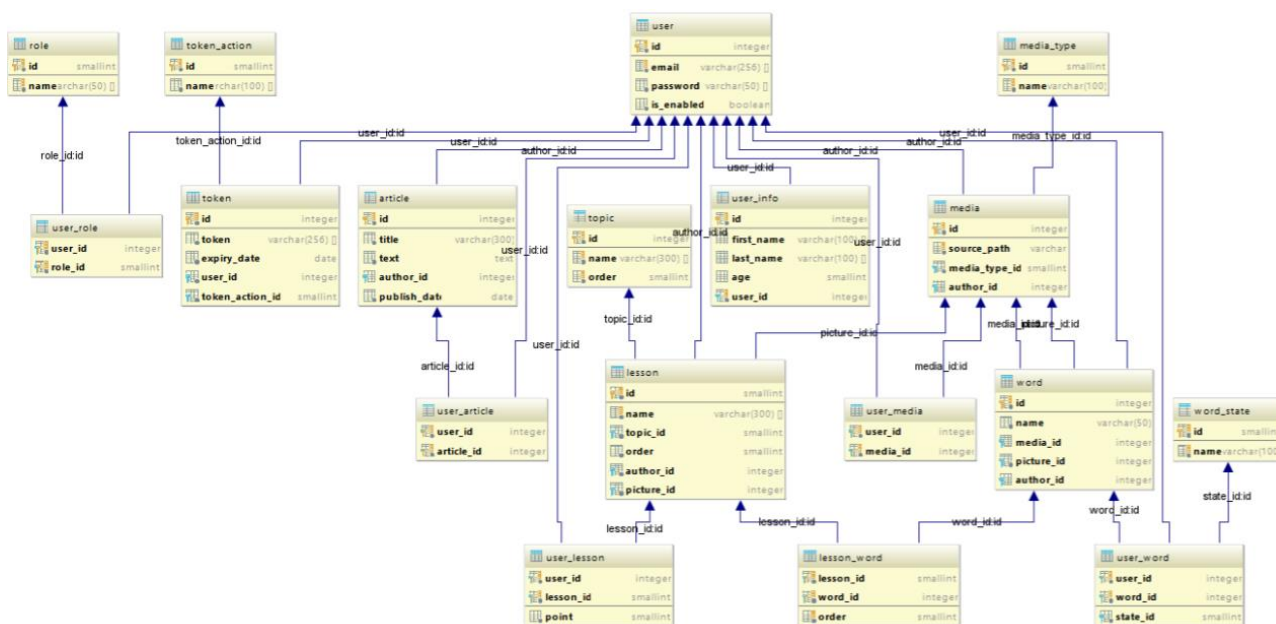 user
id integer
email varchar(256) []
password varchar(50) []
is_enabled boolean
role
id smallint
name archar(50) []
token_action
id smallint
name rchar(100) []
media_type
id smallint
name varchar(100)
user_id:id
user_id:id
author_id:id
role_id:id
token_action_id:id
user_id:id
author_id:id
author_id:id
user_id:id
media_type_id:id
user_role
user_id integer
role_id smallint
token
id integer
token varchar(256) []
expiry_date date
user_id integer
token_action_id smallint
article
id integer
title varchar(300)
text text
author_id integer
publish_date date
user_id:id
topic
id integer
name varchar(300) []
order smallint
author_id:id
user_info
id integer
first_name varchar(100) []
last_name varchar(100) []
age smallint
user_id integer
user_id:id
media
id integer
source_path varchar
media_type_id smallint
author_id integer
topic_id:id
user_id:id
picture_id:id
media_id:id
picture_id:id
article_id:id
media_id:id
user_article
user_id integer
article_id integer
lesson
id smallint
name varchar(300) []
topic_id smallint
order smallint
author_id integer
picture_id integer
user_media
user_id integer
media_id integer
word
id integer
name varchar(50)
media_id integer
picture_id integer
author_id integer
word_state
id smallint
name varchar(100
lesson_id:id
lesson_id:id
word_id:id
word_id:id
state_id:id
user_lesson
user_id integer
lesson_id smallint
point smallint
lesson_word
lesson_id smallint
word_id integer
order smallint
user_word
user_id integer
word_id integer
state_id smallint